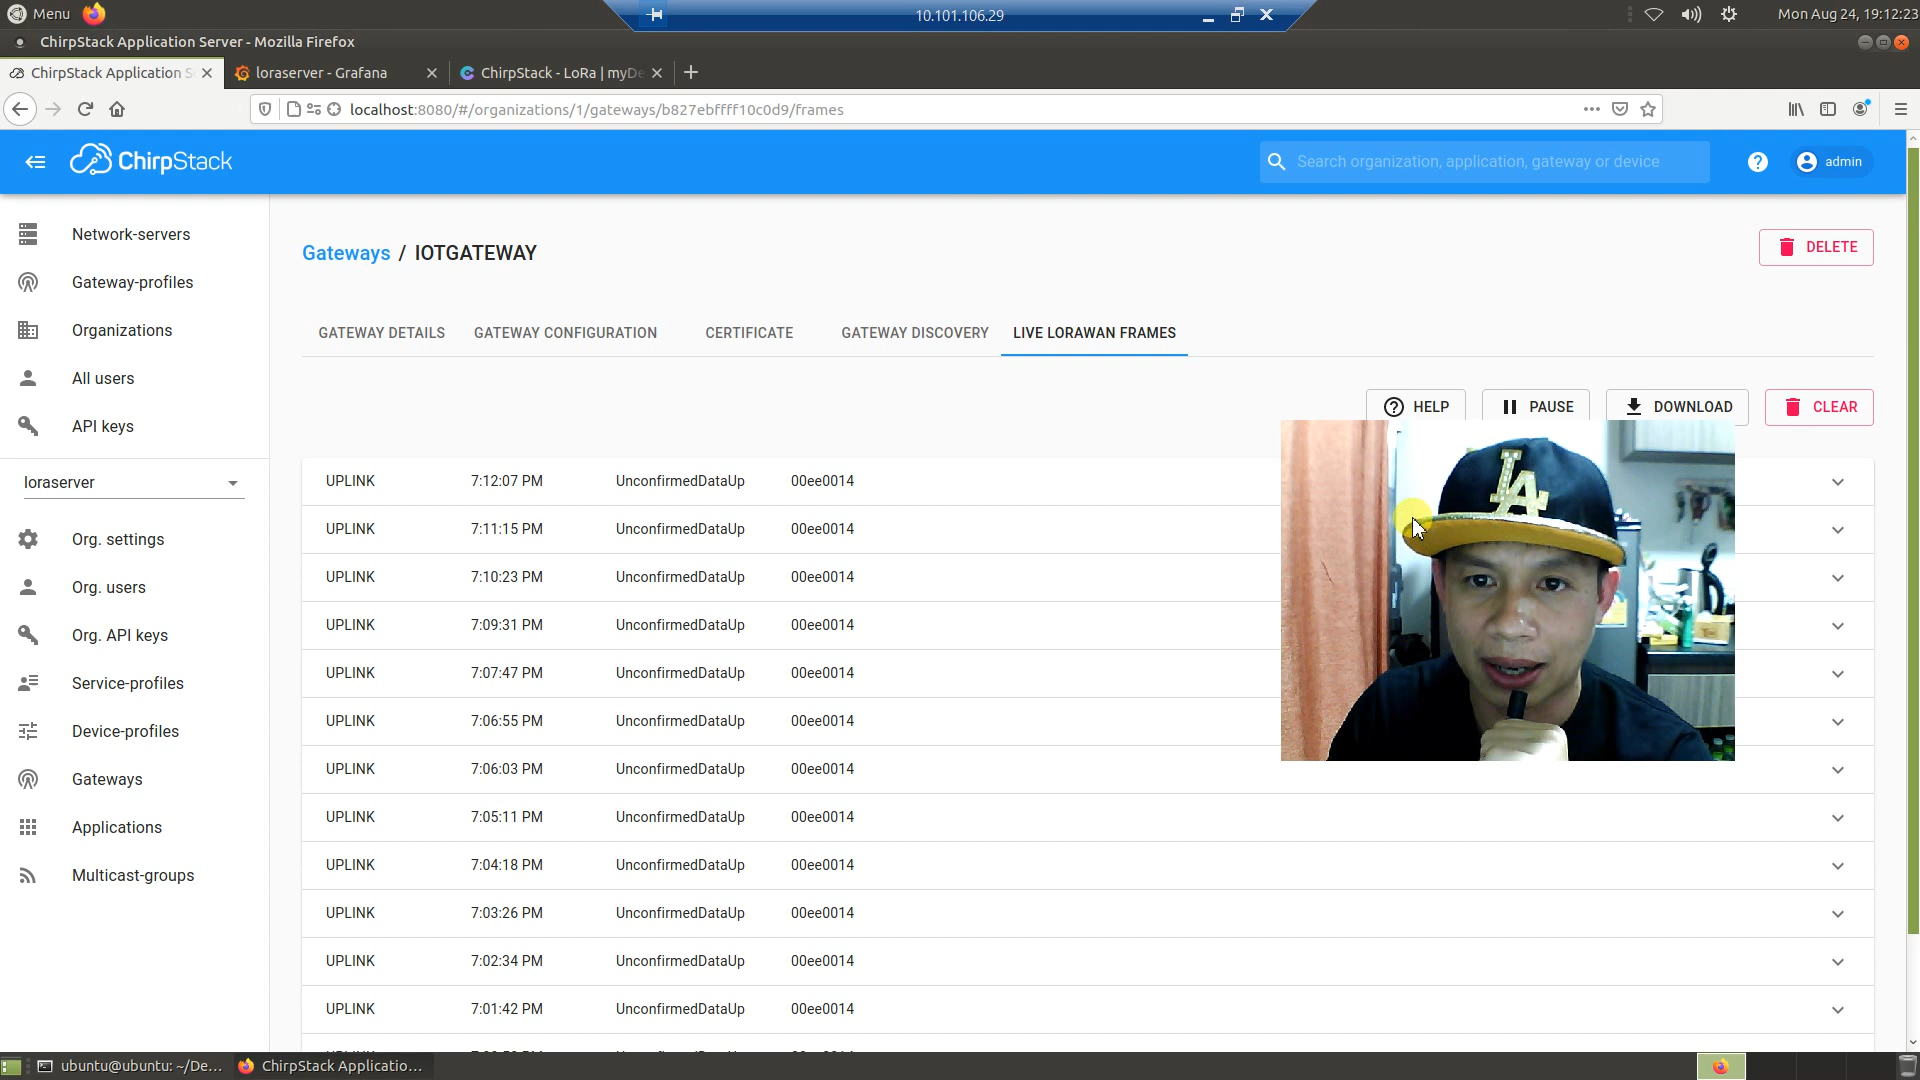 Menu
10.101.106.29
Mon Aug 24, 19:12:23
ChirpStack Application Server - Mozilla Firefox
ChirpStack Application S
loraserver - Grafana
ChirpStack - LoRa | myDe
localhost:8080/#/organizations/1/gateways/b827ebffff10c0d9/frames
ChirpStack
Search organization, application, gateway or device
admin
Network-servers
Gateway-profiles
Organizations
All users
API keys
loraserver
Org. settings
Org. users
Org. API keys
Service-profiles
Device-profiles
Gateways
Applications
Multicast-groups
Gateways / IOTGATEWAY
DELETE
GATEWAY DETAILS GATEWAY CONFIGURATION CERTIFICATE GATEWAY DISCOVERY LIVE LORAWAN FRAMES
HELP PAUSE DOWNLOAD CLEAR
UPLINK 7:12:07 PM UnconfirmedDataUp 00ee0014
UPLINK 7:11:15 PM UnconfirmedDataUp 00ee0014
UPLINK 7:10:23 PM UnconfirmedDataUp 00ee0014
UPLINK 7:09:31 PM UnconfirmedDataUp 00ee0014
UPLINK 7:07:47 PM UnconfirmedDataUp 00ee0014
UPLINK 7:06:55 PM UnconfirmedDataUp 00ee0014
UPLINK 7:06:03 PM UnconfirmedDataUp 00ee0014
UPLINK 7:05:11 PM UnconfirmedDataUp 00ee0014
UPLINK 7:04:18 PM UnconfirmedDataUp 00ee0014
UPLINK 7:03:26 PM UnconfirmedDataUp 00ee0014
UPLINK 7:02:34 PM UnconfirmedDataUp 00ee0014
UPLINK 7:01:42 PM UnconfirmedDataUp 00ee0014
LA
ubuntu@ubuntu: ~/De...
ChirpStack Applicatio...